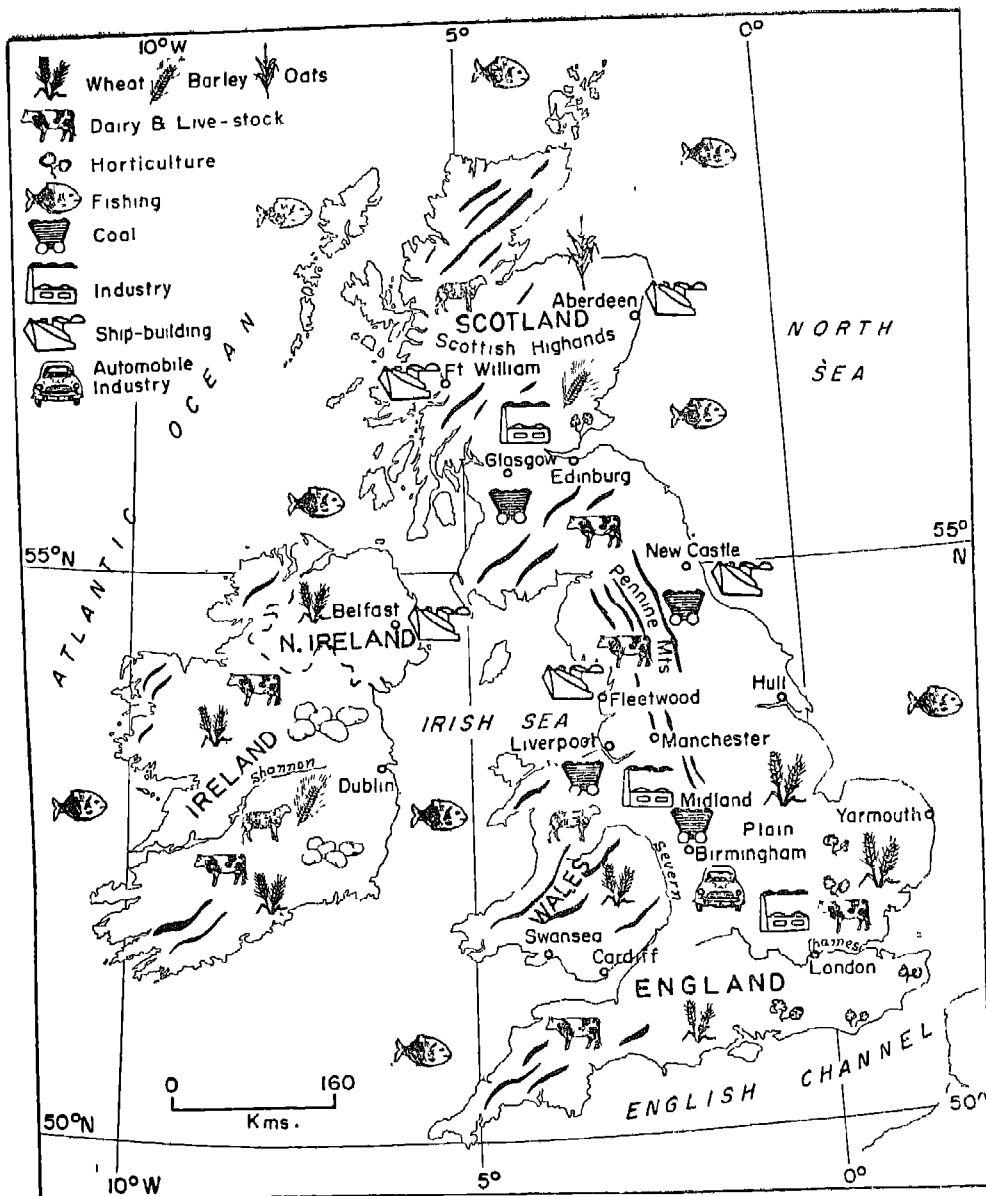 10°W
5°
0°
Wheat
Barley
Oats
Dairy & Live-stock
Horticulture
Fishing
Coal
Industry
Ship-building
Automobile
Industry
ATLANTIC OCEAN
NORTH
SEA
Aberdeen
SCOTLAND
Scottish Highands
Ft William
Glasgow
Edinburg
55°N
55°
N
New Castle
Pennine Mts
Belfast
N. IRELAND
Fleetwood
Hull
IRISH SEA
Liverpool
Manchester
IRELAND
Shannon
Dublin
Midland
Plain
Yarmouth
Birmingham
Severn
WALES
Swansea
Cardiff
Thames
London
ENGLAND
ENGLISH CHANNEL
0
160
Kms.
50°N
50°
10°W
5°
0°